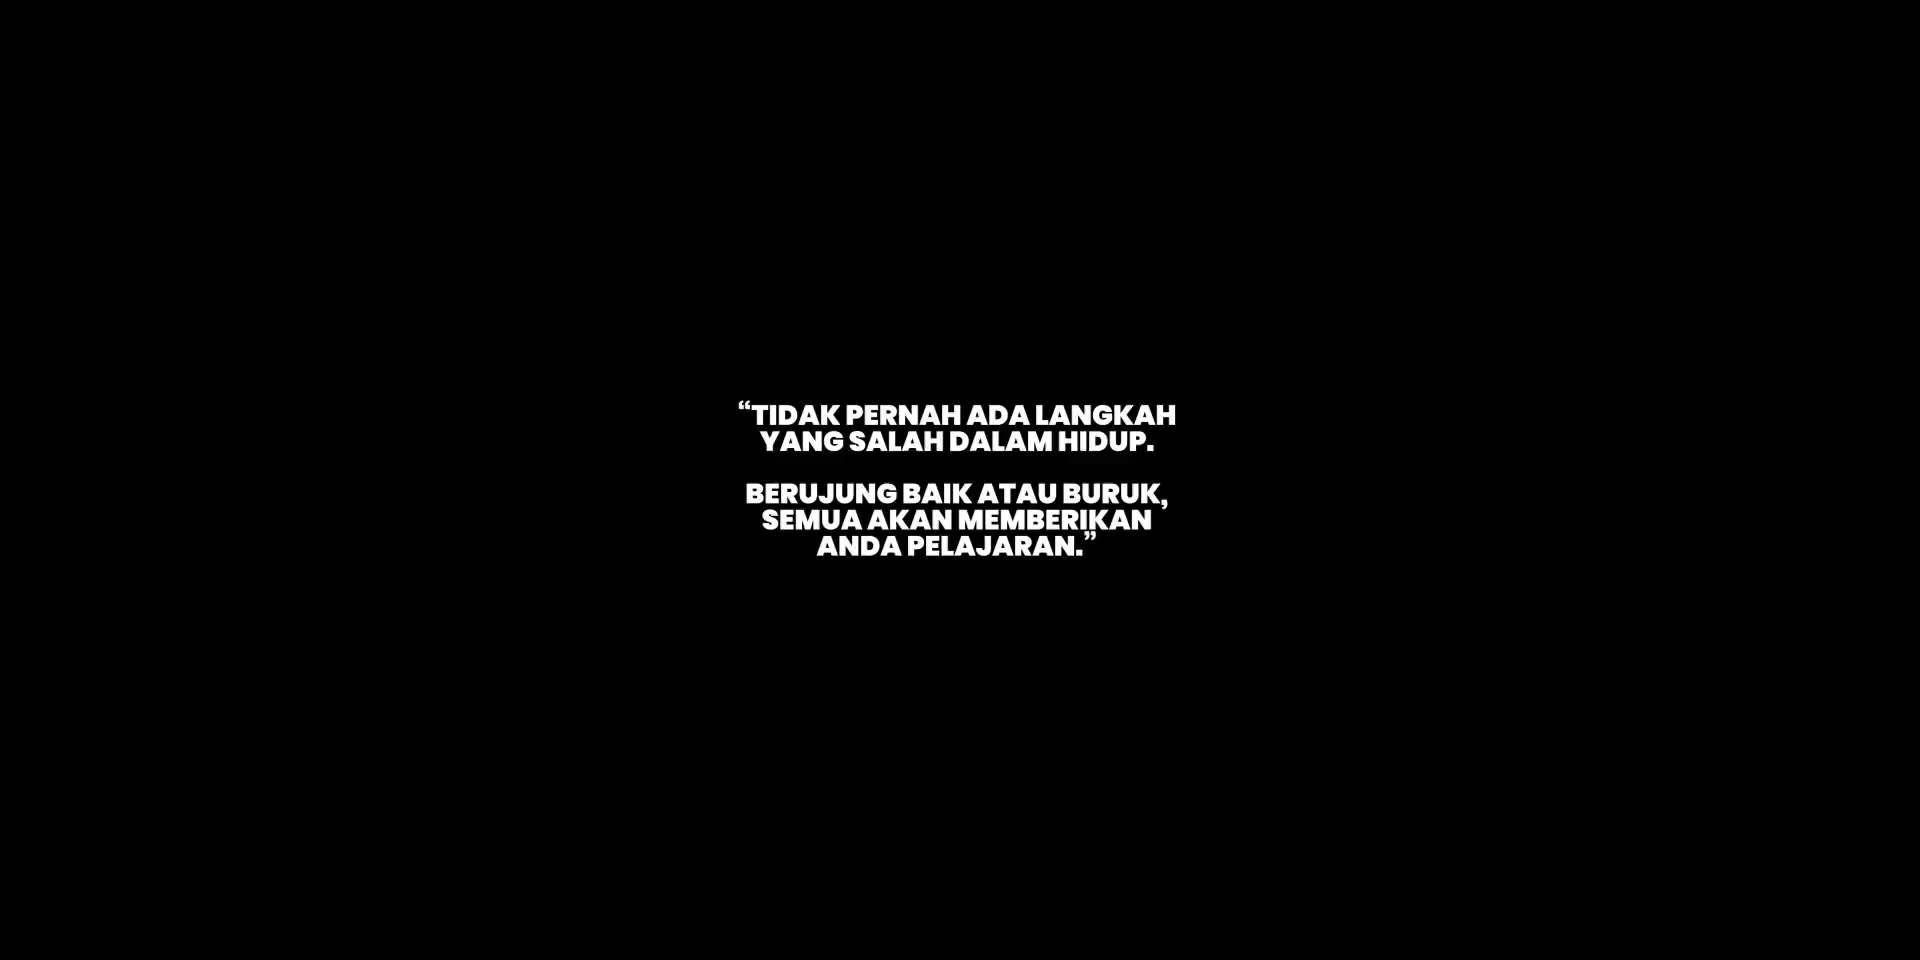 “TIDAK PERNAH ADA LANGKAH
YANG SALAH DALAM HIDUP.
BERUJUNG BAIK ATAU BURUK,
SEMUA AKAN MEMBERIKAN
ANDA PELAJARAN.”